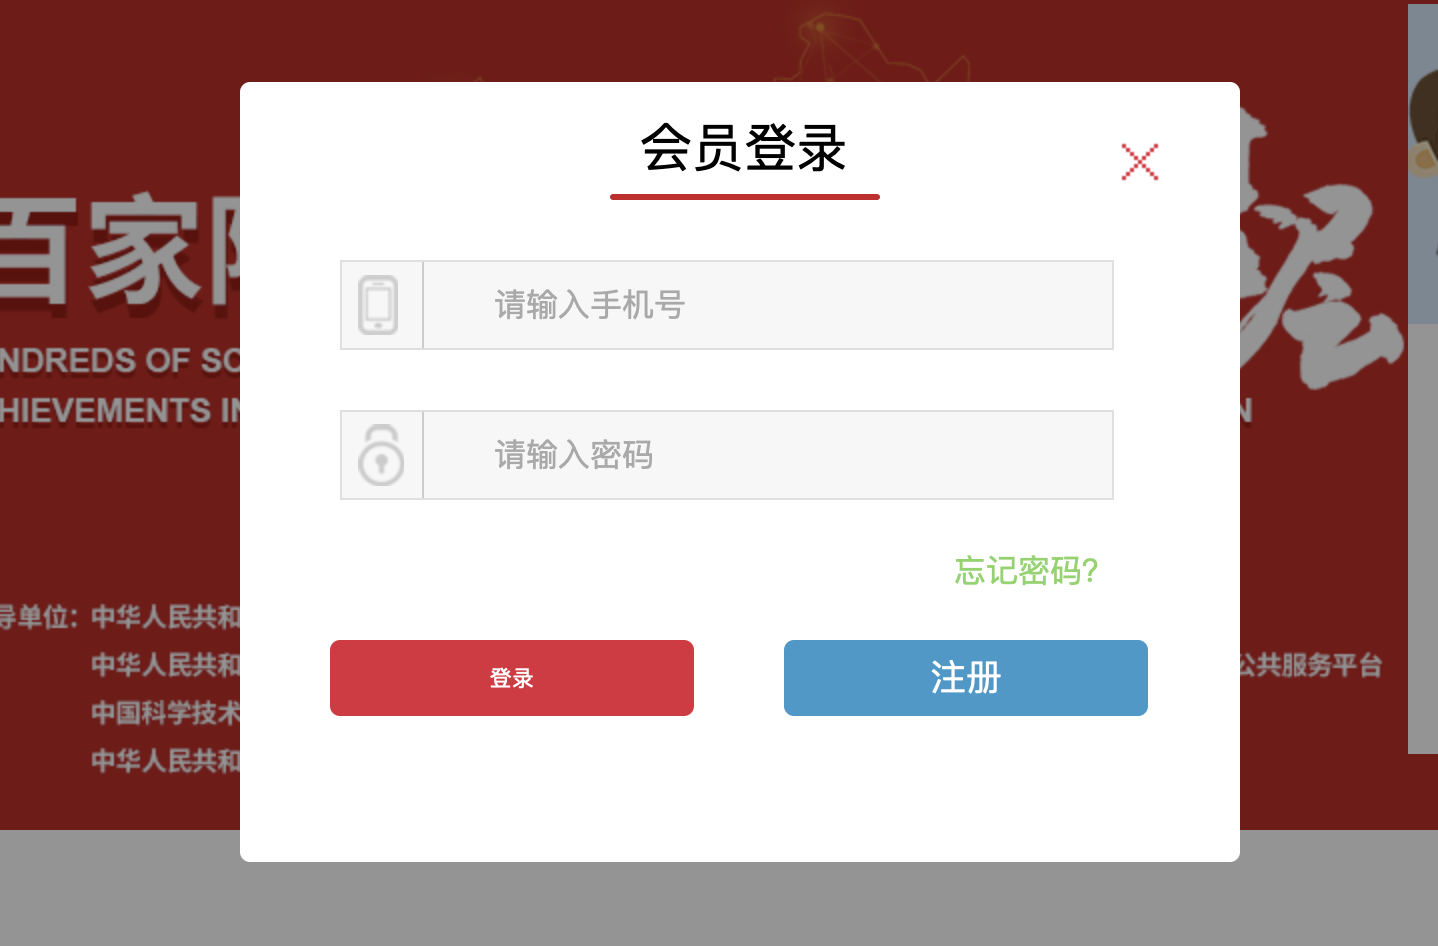 会员登录
百家
NDREDS OF SC
HIEVEMENTS IN
请输入手机号
请输入密码
忘记密码?
登录
注册
导单位：中华人民共和
中华人民共和
公共服务平台
中国科学技术
中华人民共和